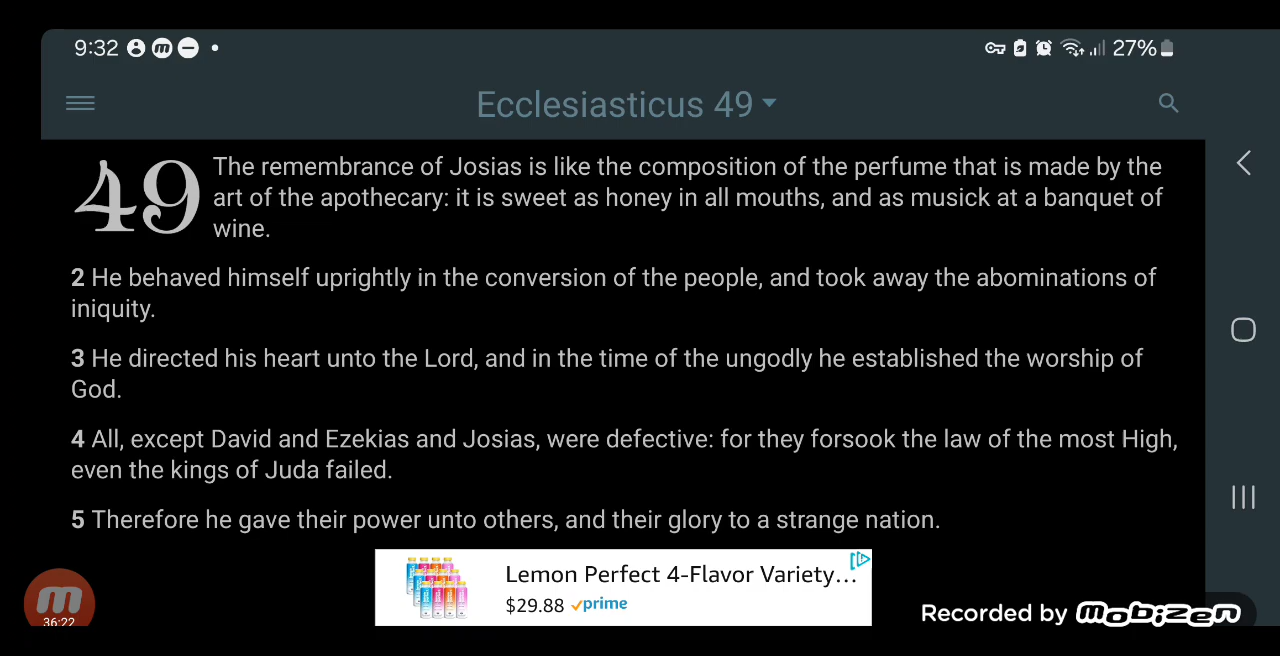 9:32 27%
Ecclesiasticus 49
49 The remembrance of Josias is like the composition of the perfume that is made by the
art of the apothecary: it is sweet as honey in all mouths, and as musick at a banquet of
wine.
2 He behaved himself uprightly in the conversion of the people, and took away the abominations of
iniquity.
3 He directed his heart unto the Lord, and in the time of the ungodly he established the worship of
God.
4 All, except David and Ezekias and Josias, were defective: for they forsook the law of the most High,
even the kings of Juda failed.
5 Therefore he gave their power unto others, and their glory to a strange nation.
Lemon Perfect 4-Flavor Variety...
$29.88 prime
m
36:22
Recorded by Mobizen